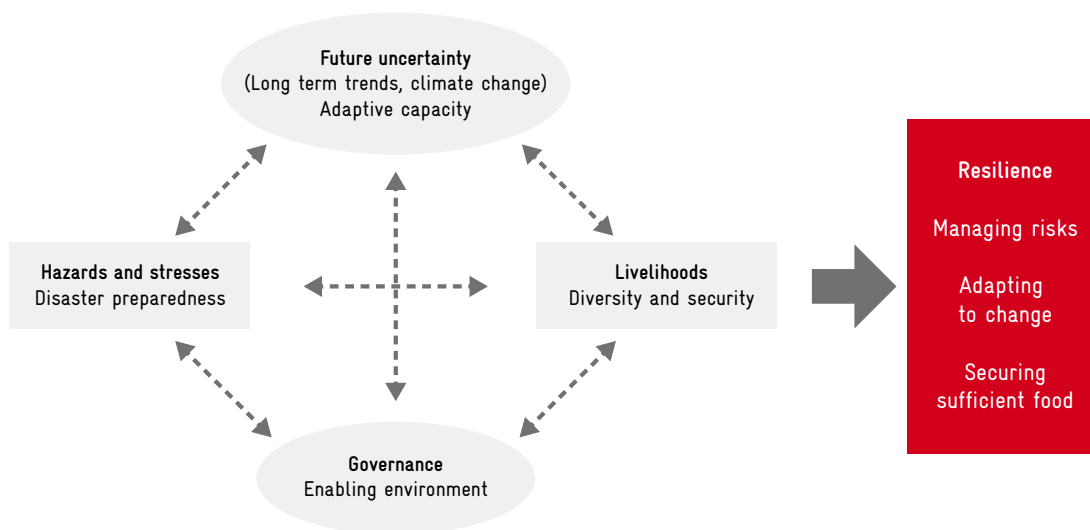 Future uncertainty
(Long term trends, climate change)
Adaptive capacity
Hazards and stresses
Disaster preparedness
Livelihoods
Diversity and security
Governance
Enabling environment
Resilience
Managing risks
Adapting
to change
Securing
sufficient food